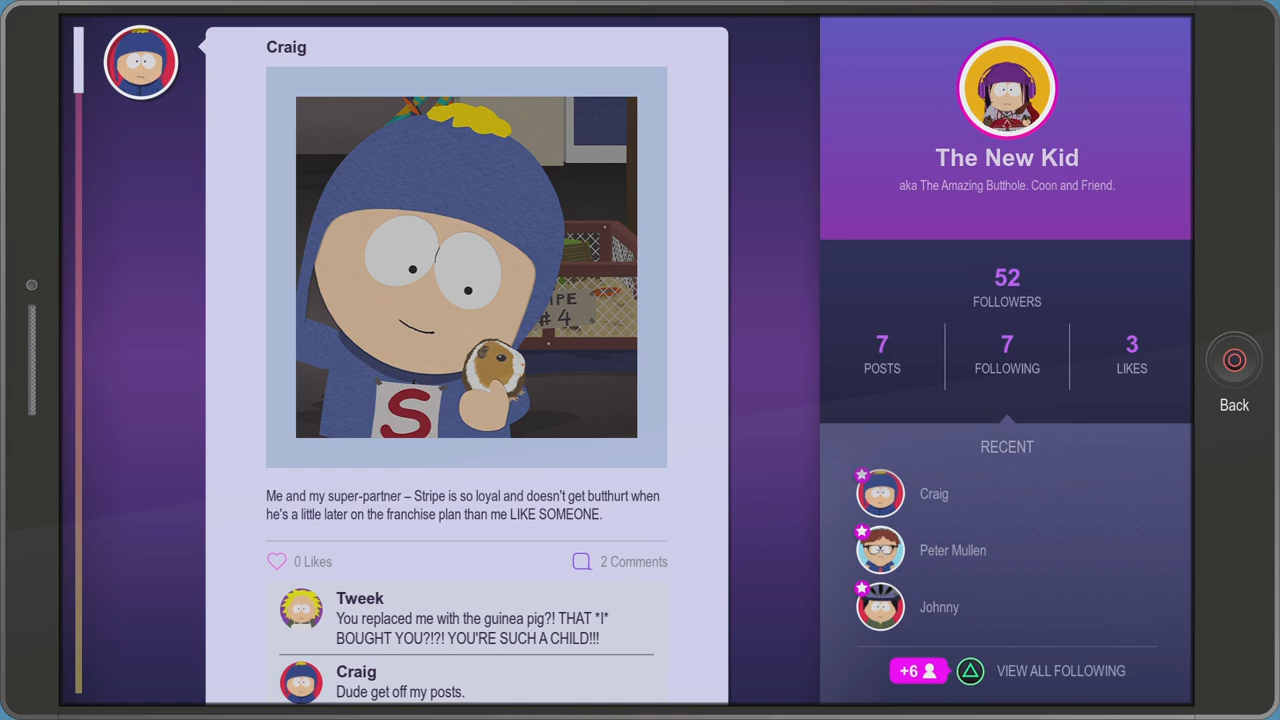 Craig
IPE
#4
S
Me and my super-partner – Stripe is so loyal and doesn't get butthurt when
he's a little later on the franchise plan than me LIKE SOMEONE.
0 Likes
2 Comments
Tweek
You replaced me with the guinea pig?! THAT *I*
BOUGHT YOU?!?! YOU'RE SUCH A CHILD!!!
Craig
Dude get off my posts.
The New Kid
aka The Amazing Butthole. Coon and Friend.
52
FOLLOWERS
7
POSTS
7
FOLLOWING
3
LIKES
RECENT
Craig
Peter Mullen
Johnny
+6
VIEW ALL FOLLOWING
Back